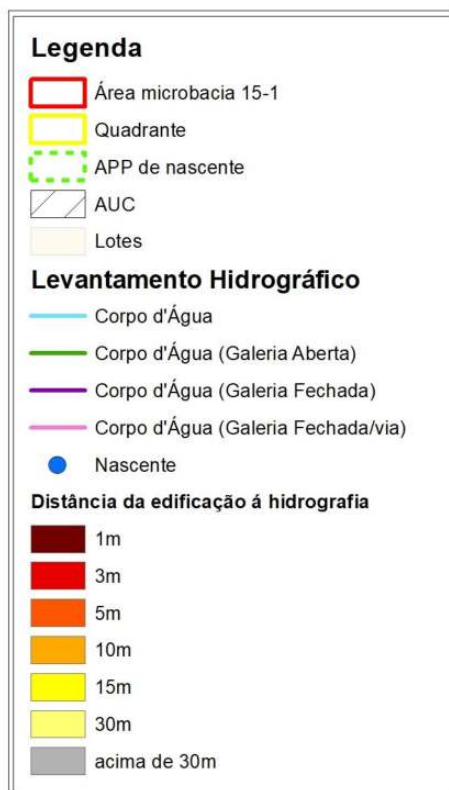 Legenda
Área microbacia 15-1
Quadrante
APP de nascente
AUC
Lotes
Levantamento Hidrográfico
Corpo d'Água
Corpo d'Água (Galeria Aberta)
Corpo d'Água (Galeria Fechada)
Corpo d'Água (Galeria Fechada/via)
Nascente
Distância da edificação á hidrografia
1m
3m
5m
10m
15m
30m
acima de 30m